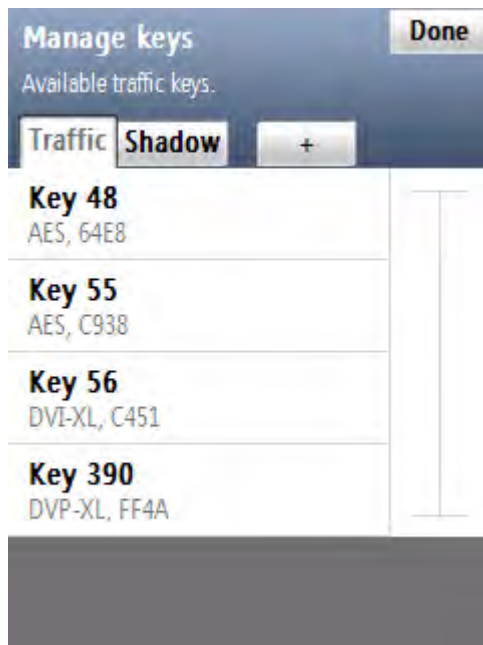 Manage keys
Done
Available traffic keys.
Traffic Shadow +
Key 48
AES, 64E8
Key 55
AES, C938
Key 56
DVI-XL, C451
Key 390
DVP-XL, FF4A